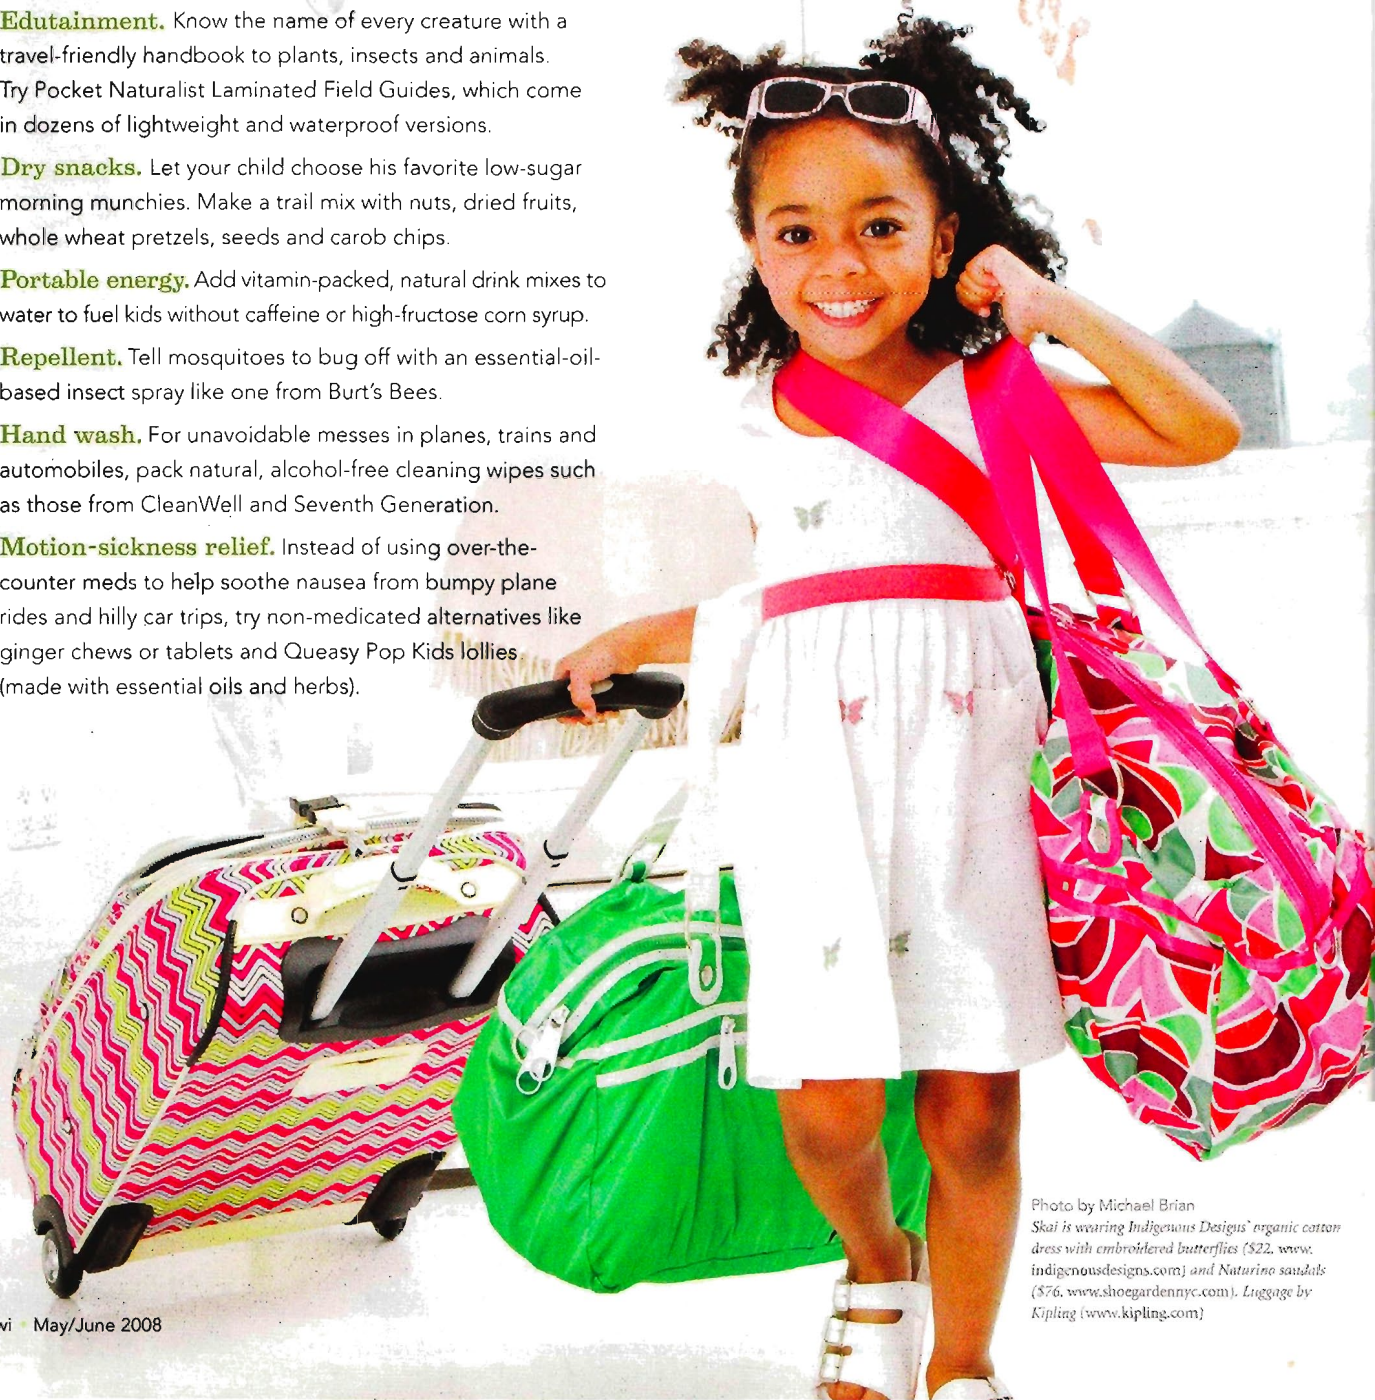 Edutainment. Know the name of every creature with a
travel-friendly handbook to plants, insects and animals.
Try Pocket Naturalist Laminated Field Guides, which come
in dozens of lightweight and waterproof versions.
Dry snacks. Let your child choose his favorite low-sugar
morning munchies. Make a trail mix with nuts, dried fruits,
whole wheat pretzels, seeds and carob chips.
Portable energy. Add vitamin-packed, natural drink mixes to
water to fuel kids without caffeine or high-fructose corn syrup.
Repellent. Tell mosquitoes to bug off with an essential-oil-
based insect spray like one from Burt's Bees.
Hand wash. For unavoidable messes in planes, trains and
automobiles, pack natural, alcohol-free cleaning wipes such
as those from CleanWell and Seventh Generation.
Motion-sickness relief. Instead of using over-the-
counter meds to help soothe nausea from bumpy plane
rides and hilly car trips, try non-medicated alternatives like
ginger chews or tablets and Queasy Pop Kids lollies
(made with essential oils and herbs).
Photo by Michael Brian
Skai is wearing Indigenous Designs' organic cotton
dress with embroidered butterflies ($22, www.
indigenousdesigns.com) and Naturino sandals
($76, www.shoegardennyc.com). Luggage by
Kipling (www.kipling.com)
May/June 2008